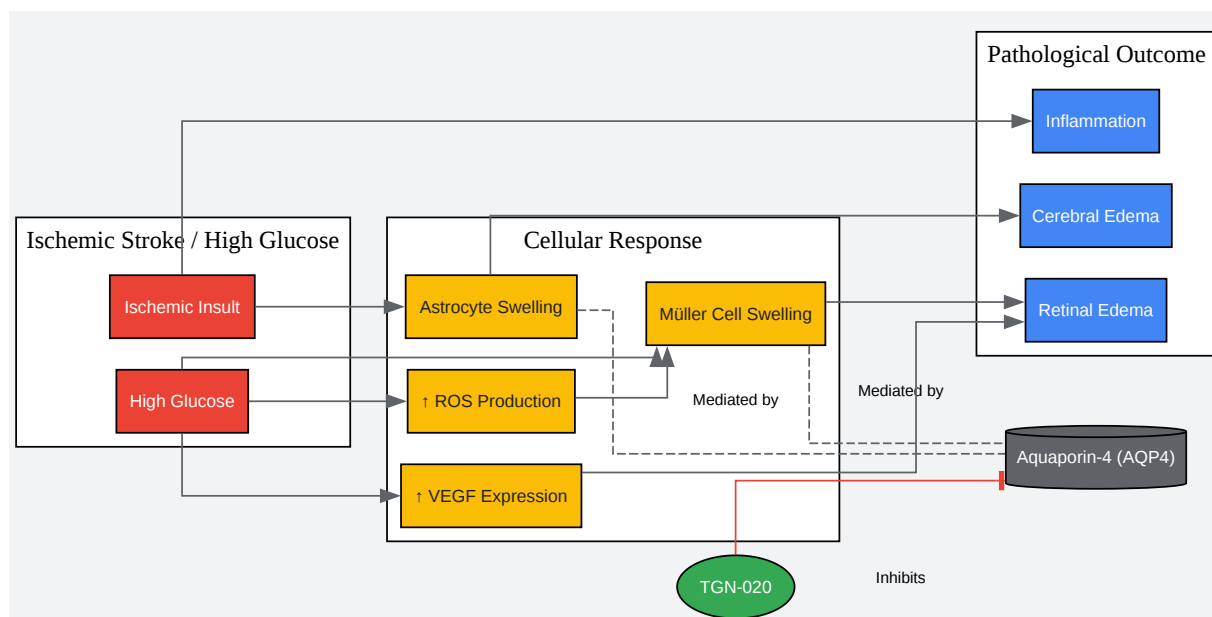 Pathological Outcome
Inflammation
Cerebral Edema
Retinal Edema
Ischemic Stroke / High Glucose
Ischemic Insult
High Glucose
Cellular Response
Astrocyte Swelling
Müller Cell Swelling
↑ ROS Production
↑ VEGF Expression
Mediated by
Mediated by
Aquaporin-4 (AQP4)
TGN-020
Inhibits